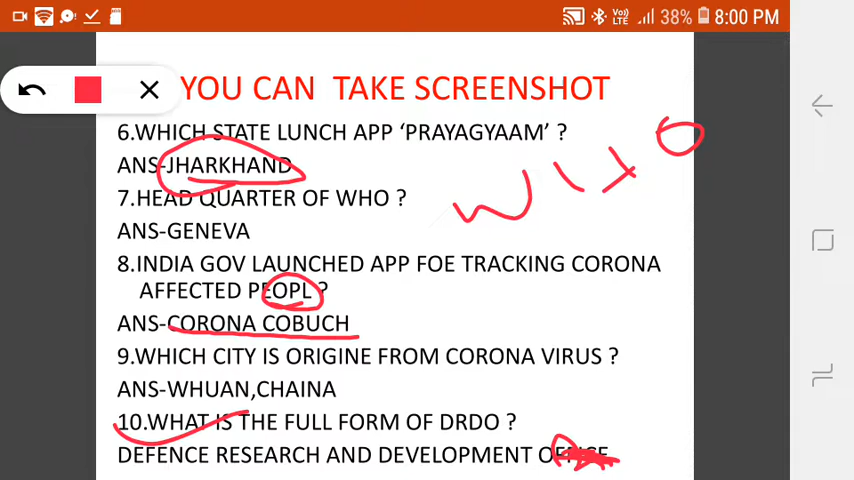 Vo) LTE 38% 8:00 PM
YOU CAN TAKE SCREENSHOT
6.WHICH STATE LUNCH APP ‘PRAYAGYAAM’ ?
ANS-JHARKHAND
7.HEAD QUARTER OF WHO ?
WHO
ANS-GENEVA
8.INDIA GOV LAUNCHED APP FOE TRACKING CORONA
AFFECTED PEOPL ?
ANS-CORONA COBUCH
9.WHICH CITY IS ORIGINE FROM CORONA VIRUS ?
ANS-WHUAN,CHAINA
10.WHAT IS THE FULL FORM OF DRDO ?
DEFENCE RESEARCH AND DEVELOPMENT